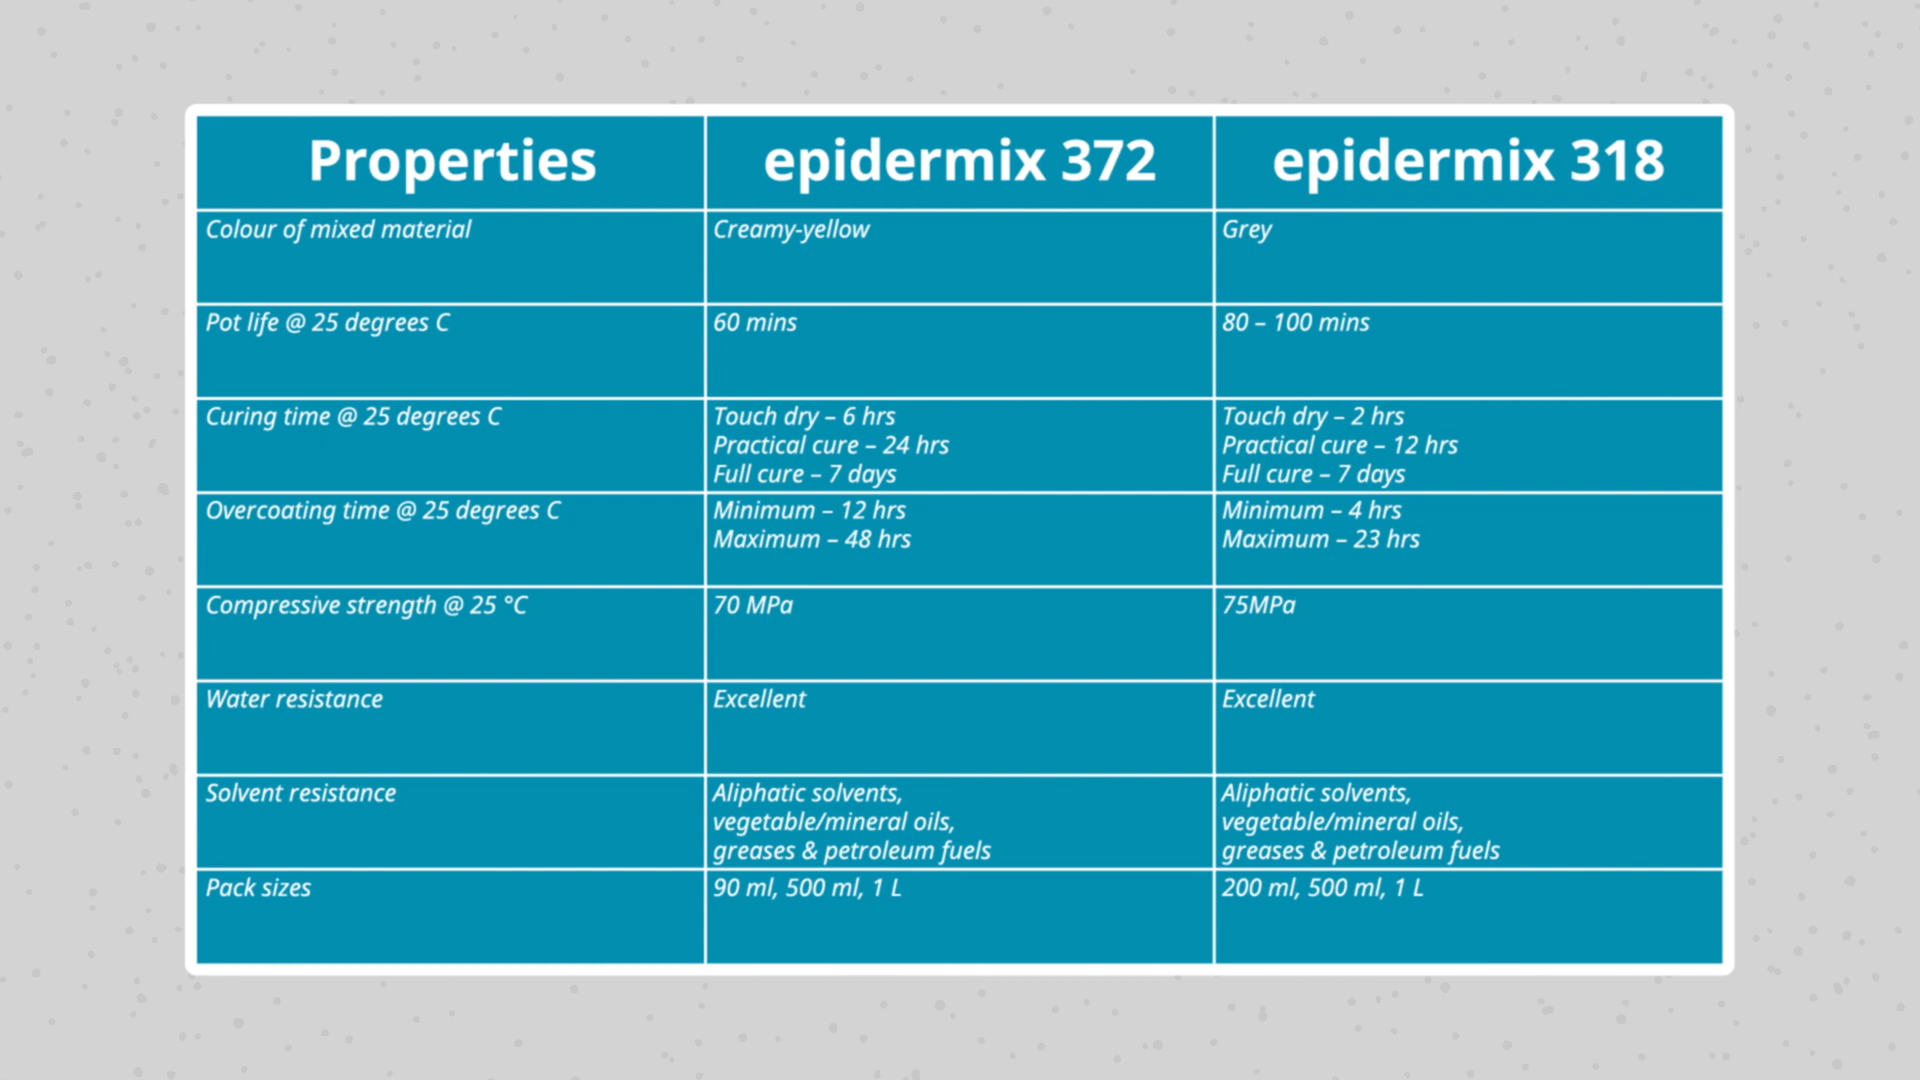 Properties epidermix 372 epidermix 318
Colour of mixed material Creamy-yellow Grey
Pot life @ 25 degrees C 60 mins 80 – 100 mins
Curing time @ 25 degrees C Touch dry – 6 hrs Touch dry – 2 hrs
Practical cure – 24 hrs Practical cure – 12 hrs
Full cure – 7 days Full cure – 7 days
Overcoating time @ 25 degrees C Minimum – 12 hrs Minimum – 4 hrs
Maximum – 48 hrs Maximum – 23 hrs
Compressive strength @ 25 °C 70 MPa 75MPa
Water resistance Excellent Excellent
Solvent resistance Aliphatic solvents, Aliphatic solvents,
vegetable/mineral oils, vegetable/mineral oils,
greases & petroleum fuels greases & petroleum fuels
Pack sizes 90 ml, 500 ml, 1 L 200 ml, 500 ml, 1 L